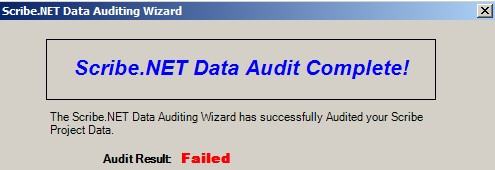 Scribe.NET Data Auditing Wizard
Scribe.NET Data Audit Complete!
The Scribe.NET Data Auditing Wizard has successfully Audited your Scribe
Project Data.
Audit Result: Failed